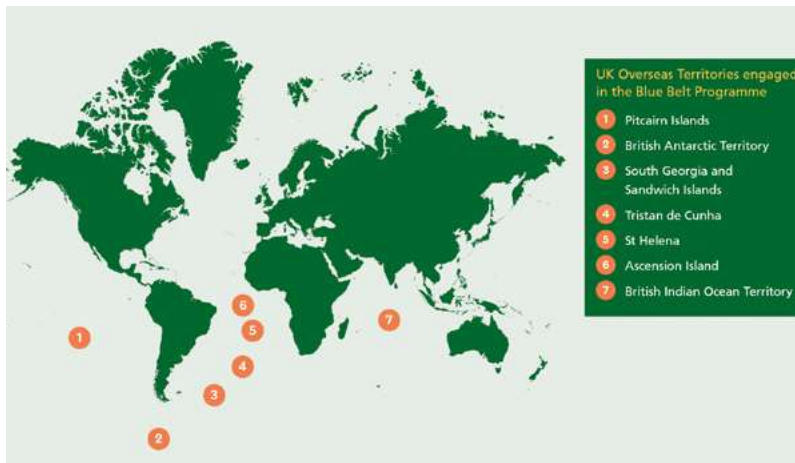 UK Overseas Territories engaged
in the Blue Belt Programme
1 Pitcairn Islands
2 British Antarctic Territory
3 South Georgia and
Sandwich Islands
4 Tristan de Cunha
5 St Helena
6 Ascension Island
7 British Indian Ocean Territory
6
5
7
1
4
3
2